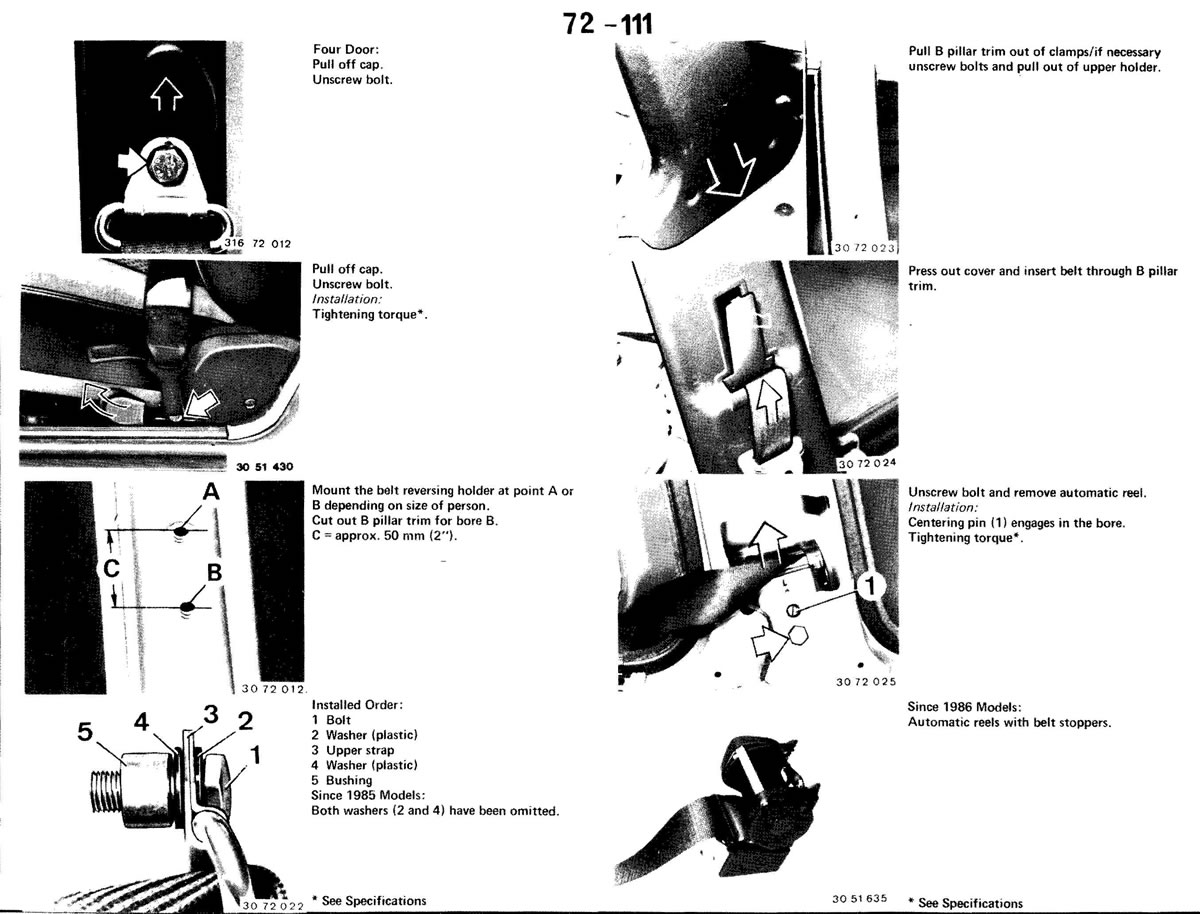 72 -111
Four Door:
Pull off cap.
Unscrew bolt.
316 72 012
Pull off cap.
Unscrew bolt.
Installation:
Tightening torque*.
30 51 430
A
B
C
Mount the belt reversing holder at point A or
B depending on size of person.
Cut out B pillar trim for bore B.
C = approx. 50 mm (2").
30 72 012
5
4
3
2
1
Installed Order:
1 Bolt
2 Washer (plastic)
3 Upper strap
4 Washer (plastic)
5 Bushing
Since 1985 Models:
Both washers (2 and 4) have been omitted.
30 72 022
* See Specifications
Pull B pillar trim out of clamps/if necessary
unscrew bolts and pull out of upper holder.
30 72 023
Press out cover and insert belt through B pillar
trim.
30 72 024
Unscrew bolt and remove automatic reel.
Installation:
Centering pin (1) engages in the bore.
Tightening torque*.
1
30 72 025
Since 1986 Models:
Automatic reels with belt stoppers.
30 51 635
* See Specifications